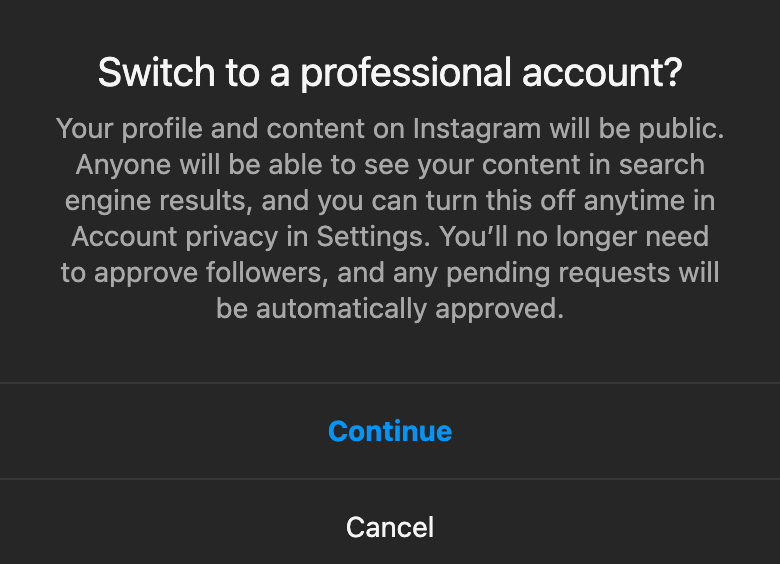 Switch to a professional account?
Your profile and content on Instagram will be public.
Anyone will be able to see your content in search
engine results, and you can turn this off anytime in
Account privacy in Settings. You’ll no longer need
to approve followers, and any pending requests will
be automatically approved.
Continue
Cancel